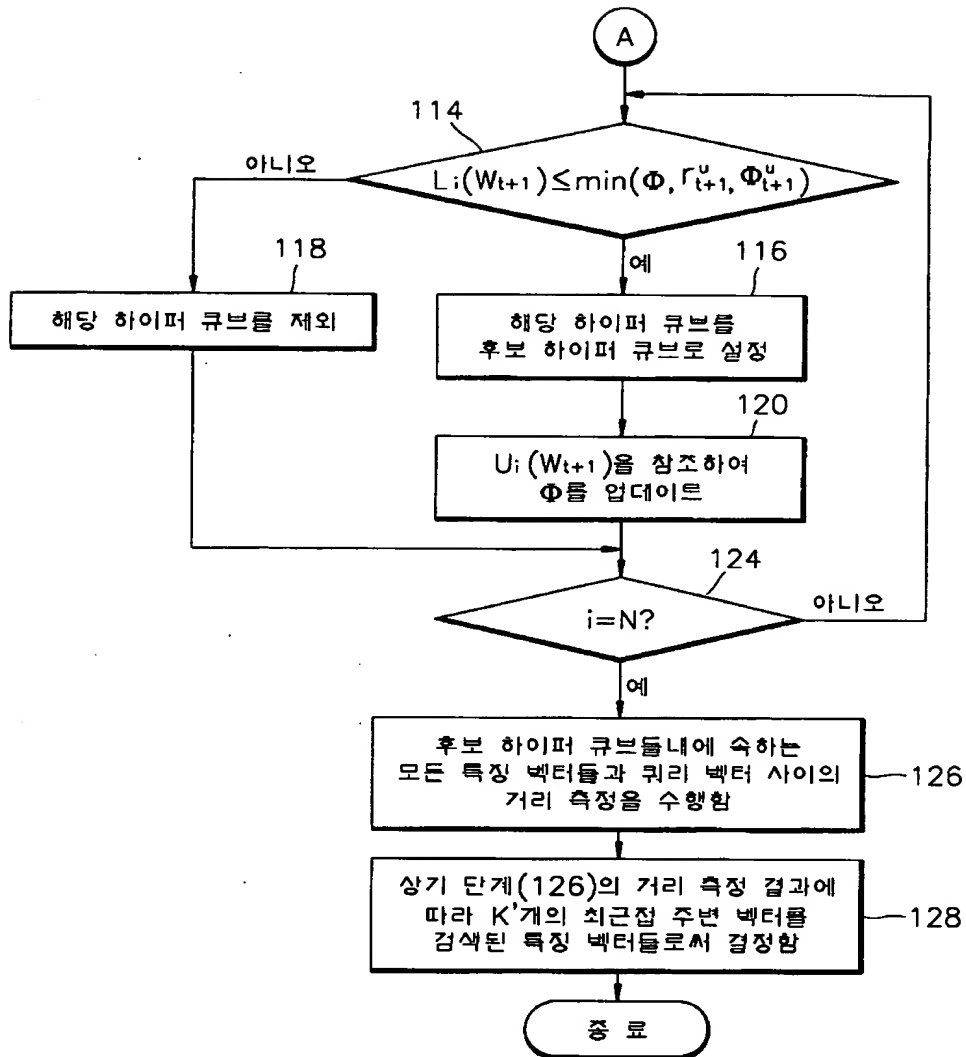 A
114
아니오
Li(Wt+1)≤min(Φ, r^u_t+1, Φ^u_t+1)
예
118
해당 하이퍼 큐브를 제외
116
해당 하이퍼 큐브를
후보 하이퍼 큐브로 설정
120
Ui(Wt+1)을 참조하여
Φ를 업데이트
124
i=N?
아니오
예
후보 하이퍼 큐브들내에 속하는
모든 특징 벡터들과 쿼리 벡터 사이의
거리 측정을 수행함
126
상기 단계(126)의 거리 측정 결과에
따라 K'개의 최근접 주변 벡터를
검색된 특징 벡터들로써 결정함
128
종 료